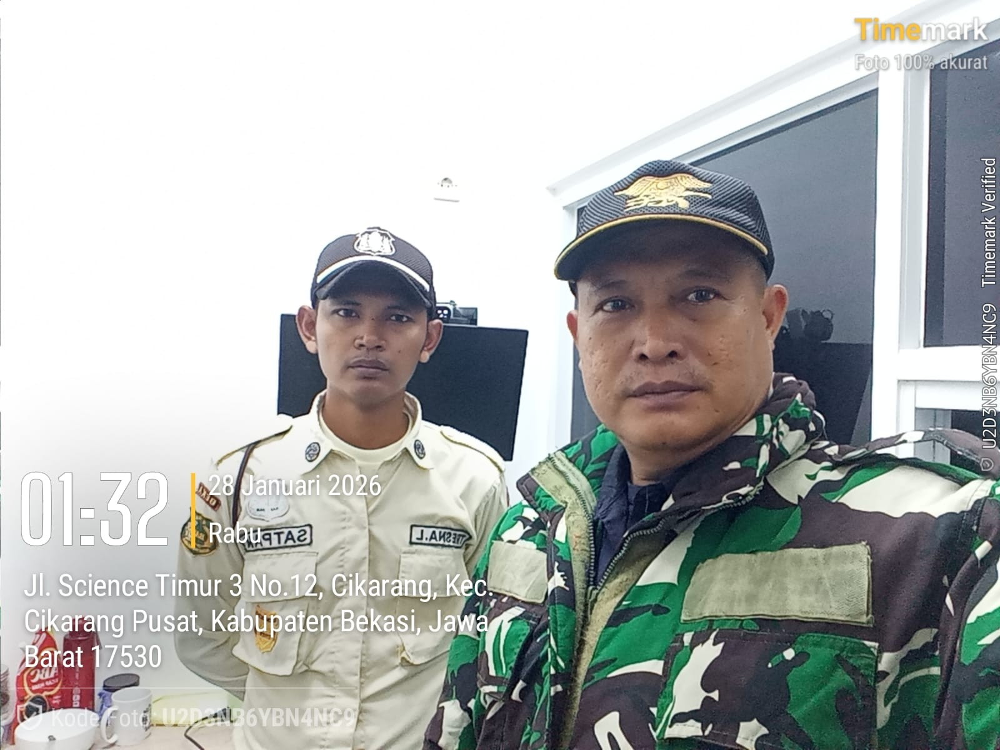 Timemark
Foto 100% akurat
U2D3NB6YBN4NC9 Timemark Verified
SATPAM
TRESNA.L
ABC
01:32
28 Januari 2026
Rabu
Jl. Science Timur 3 No.12, Cikarang, Kec.
Cikarang Pusat, Kabupaten Bekasi, Jawa
Barat 17530
Kode Foto: U2D3NB6YBN4NC9